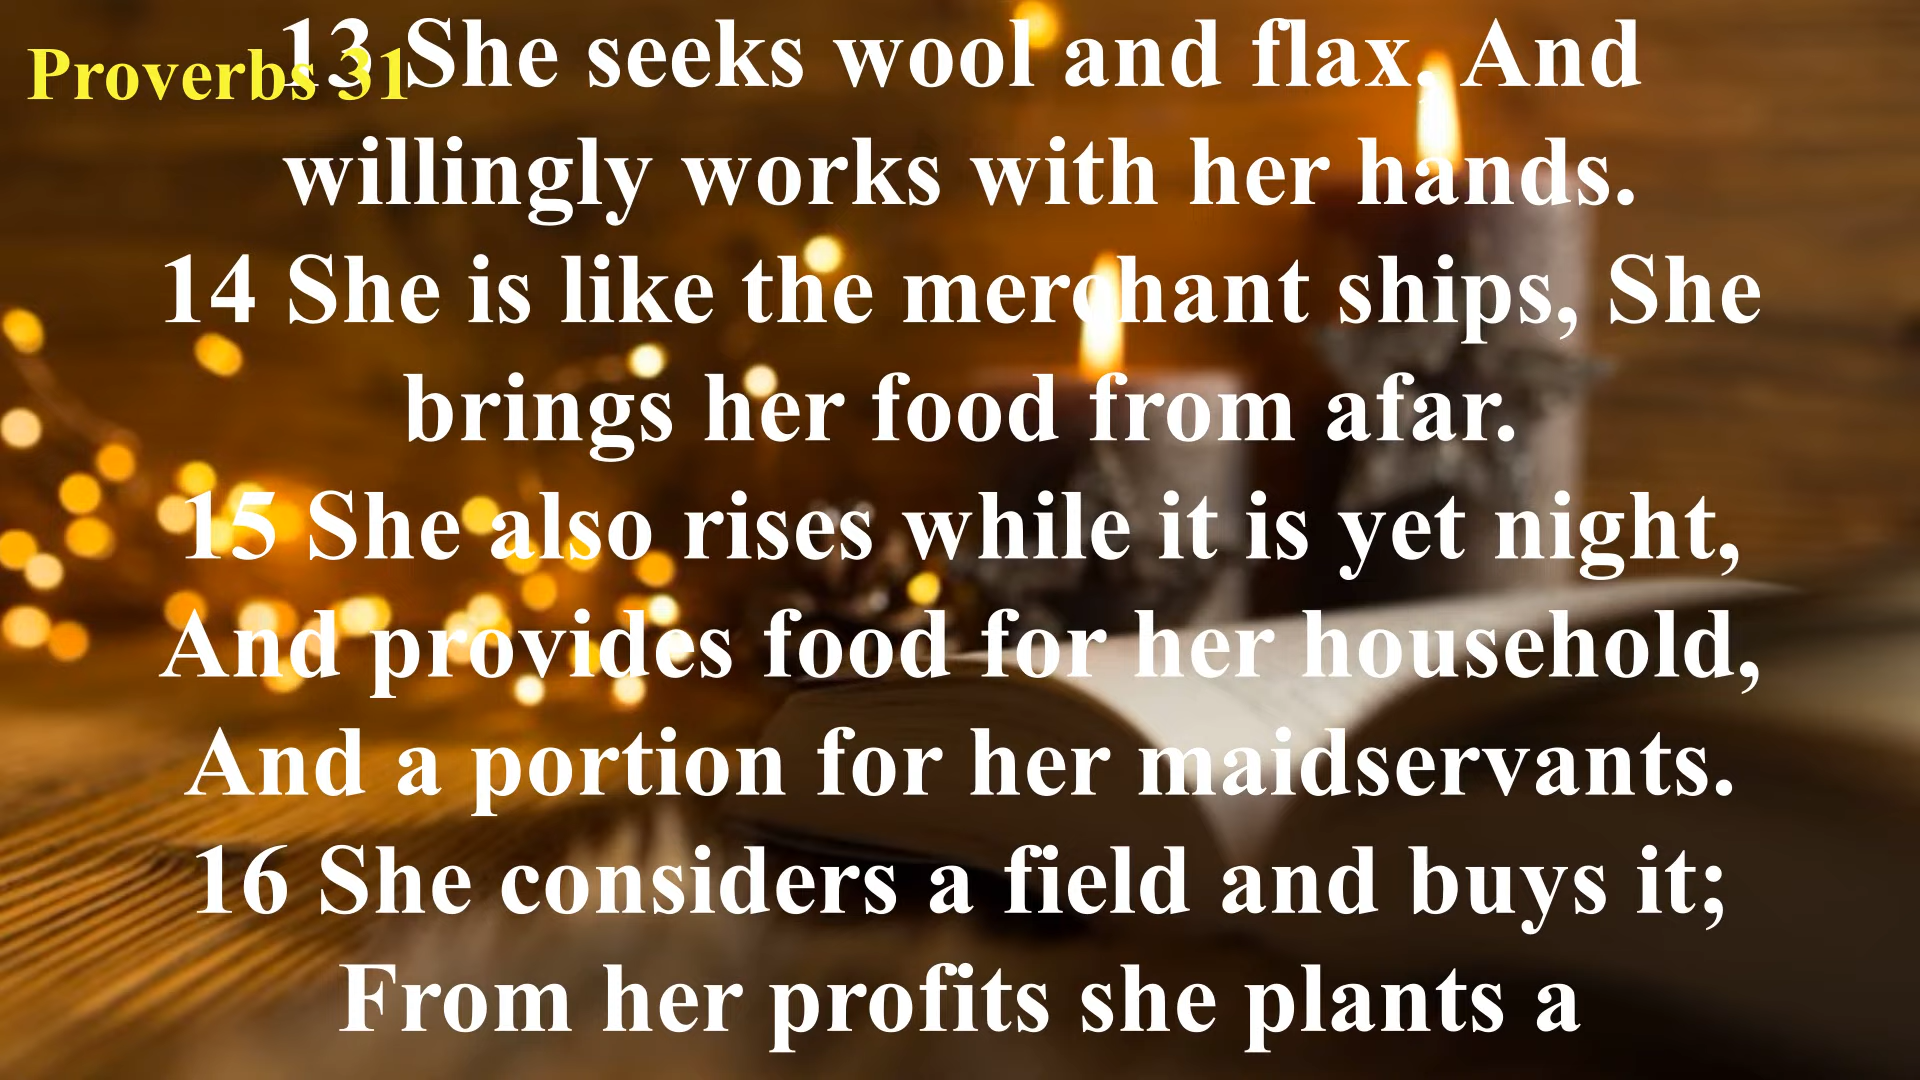 Proverbs 31
13 She seeks wool and flax, And
willingly works with her hands.
14 She is like the merchant ships, She
brings her food from afar.
15 She also rises while it is yet night,
And provides food for her household,
And a portion for her maidservants.
16 She considers a field and buys it;
From her profits she plants a